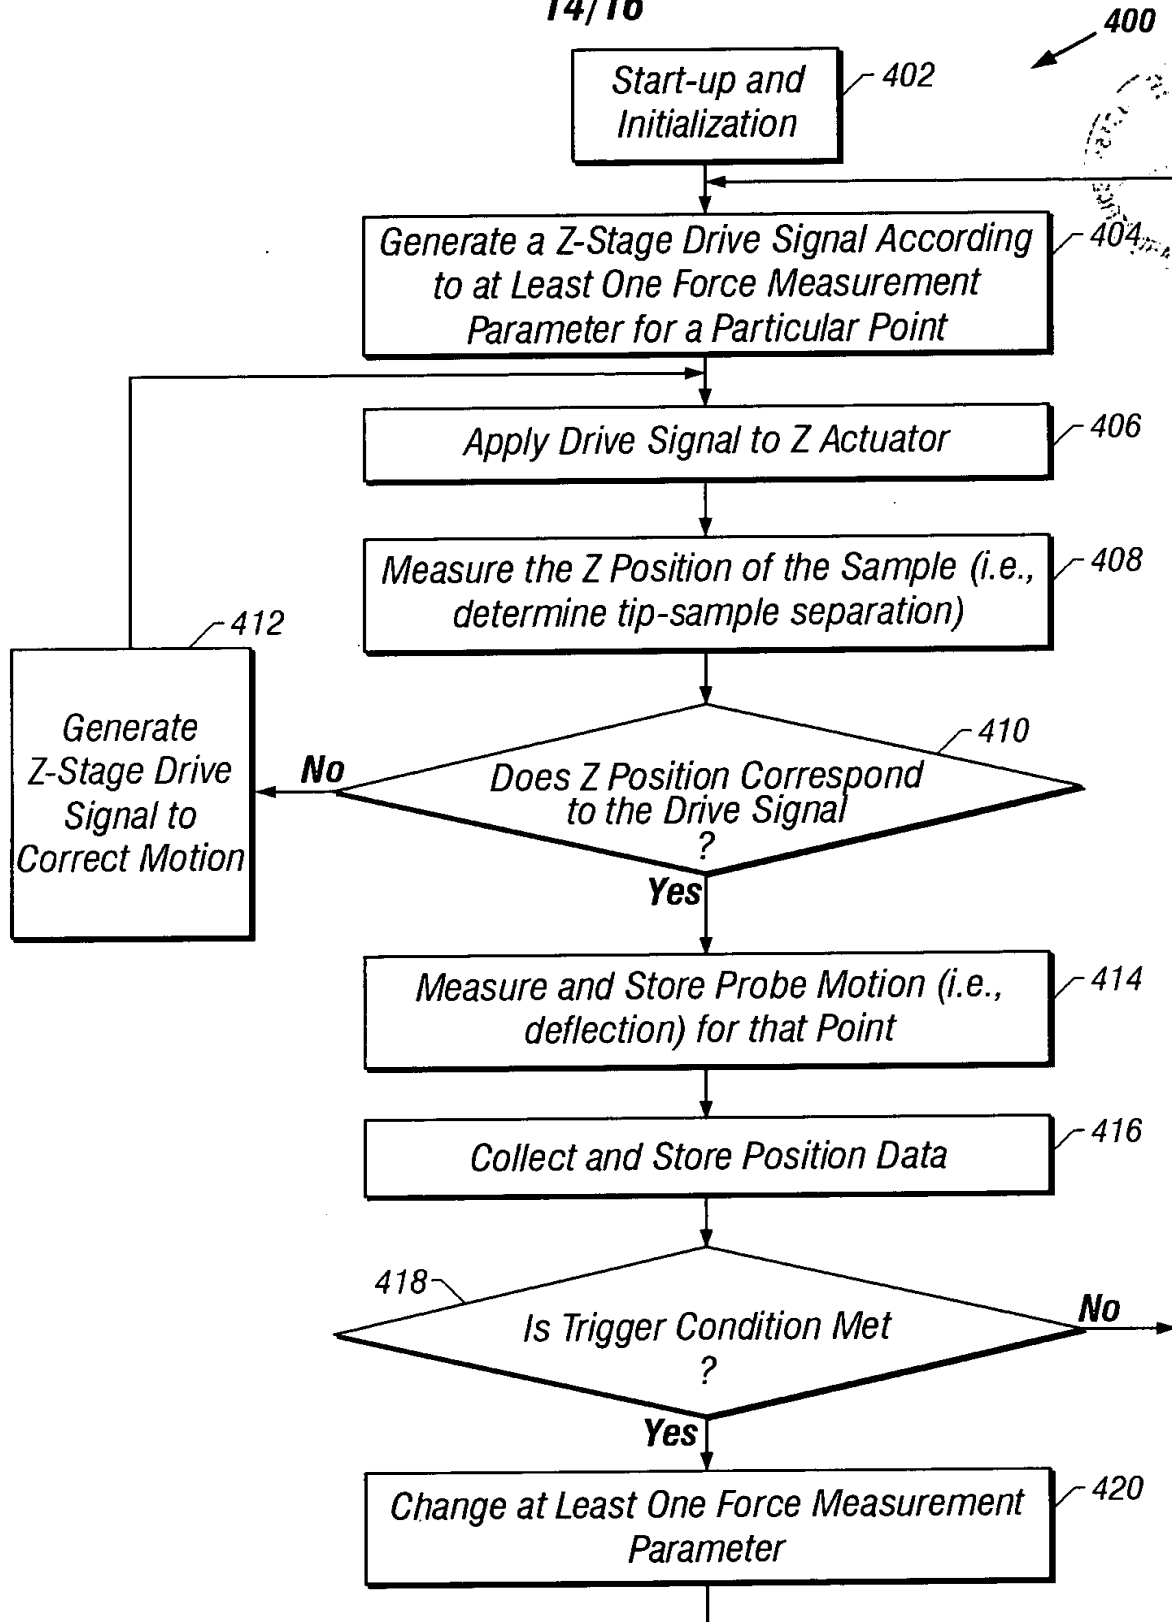 14/16
400
Start-up and
Initialization
402
Generate a Z-Stage Drive Signal According
to at Least One Force Measurement
Parameter for a Particular Point
404
Apply Drive Signal to Z Actuator
406
Measure the Z Position of the Sample (i.e.,
determine tip-sample separation)
408
412
Generate
Z-Stage Drive
Signal to
Correct Motion
No
410
Does Z Position Correspond
to the Drive Signal
?
Yes
Measure and Store Probe Motion (i.e.,
deflection) for that Point
414
Collect and Store Position Data
416
418
Is Trigger Condition Met
?
No
Yes
Change at Least One Force Measurement
Parameter
420